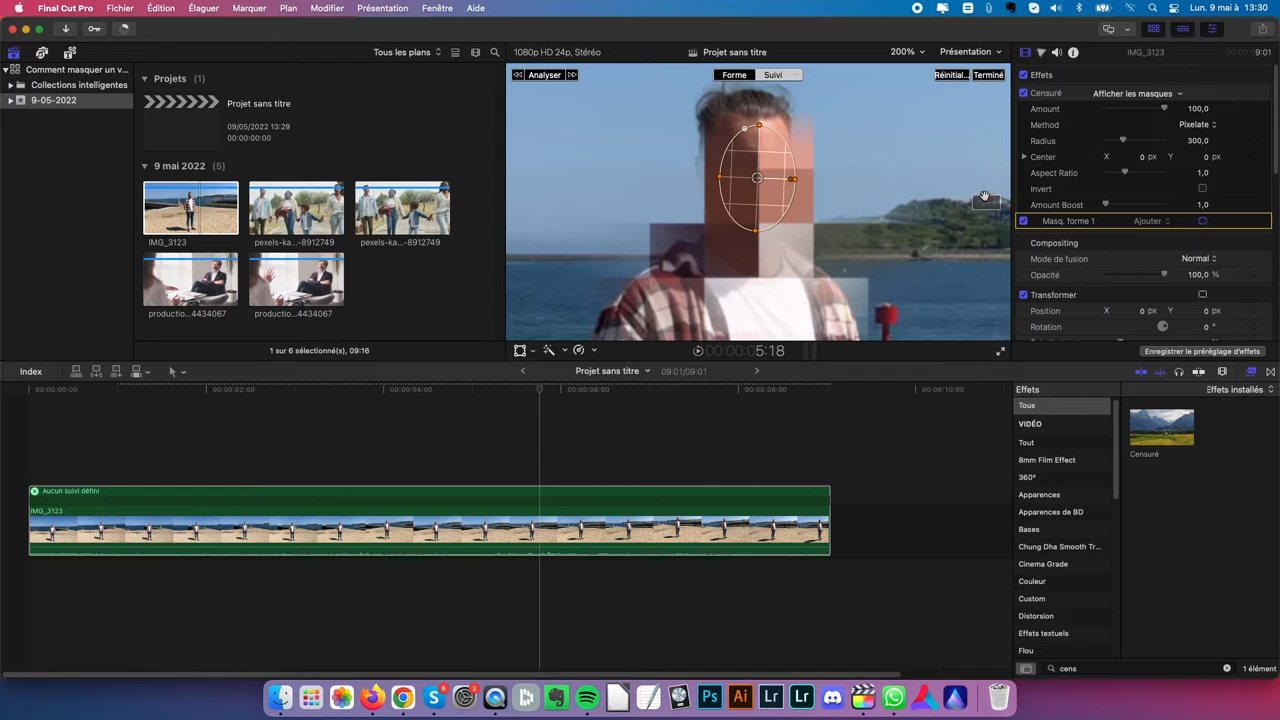 Final Cut Pro Fichier Édition Élaguer Marquer Plan Modifier Présentation Fenêtre Aide Lun. 9 mai à 13:30
Tous les plans 1080p HD 24p, Stéréo Projet sans titre 200% Présentation IMG_3123 9:01
Comment masquer un v...
Collections intelligentes
9-05-2022
Projets (1)
Projet sans titre
09/05/2022 13:29
00:00:00:00
9 mai 2022 (5)
IMG_3123 pexels-ka...-8912749 pexels-ka...-8912749
productio...4434067 productio...4434067
1 sur 6 sélectionné(s), 09:16
Analyser Forme Suivi Réinitial... Terminé
5:18
Effets
Censuré Afficher les masques
Amount 100,0
Method Pixelate
Radius 300,0
Center X 0 px Y 0 px
Aspect Ratio 1,0
Invert
Amount Boost 1,0
Masq. forme 1 Ajouter
Compositing
Mode de fusion Normal
Opacité 100,0 %
Transformer
Position X 0 px Y 0 px
Rotation 0 °
Enregistrer le préréglage d'effets
Index Projet sans titre 09:01/09:01
00:00:00:00 00:00:02:00 00:00:04:00 00:00:06:00 00:00:08:00 00:00:10:00
Aucun suivi défini
IMG_3123
Effets Effets installés
Tous
VIDÉO
Tout
8mm Film Effect
360°
Apparences
Apparences de BD
Bases
Chung Dha Smooth Tr...
Cinema Grade
Couleur
Custom
Distorsion
Effets textuels
Flou
Censuré
cens 1 élément
Ps Ai Lr Lr